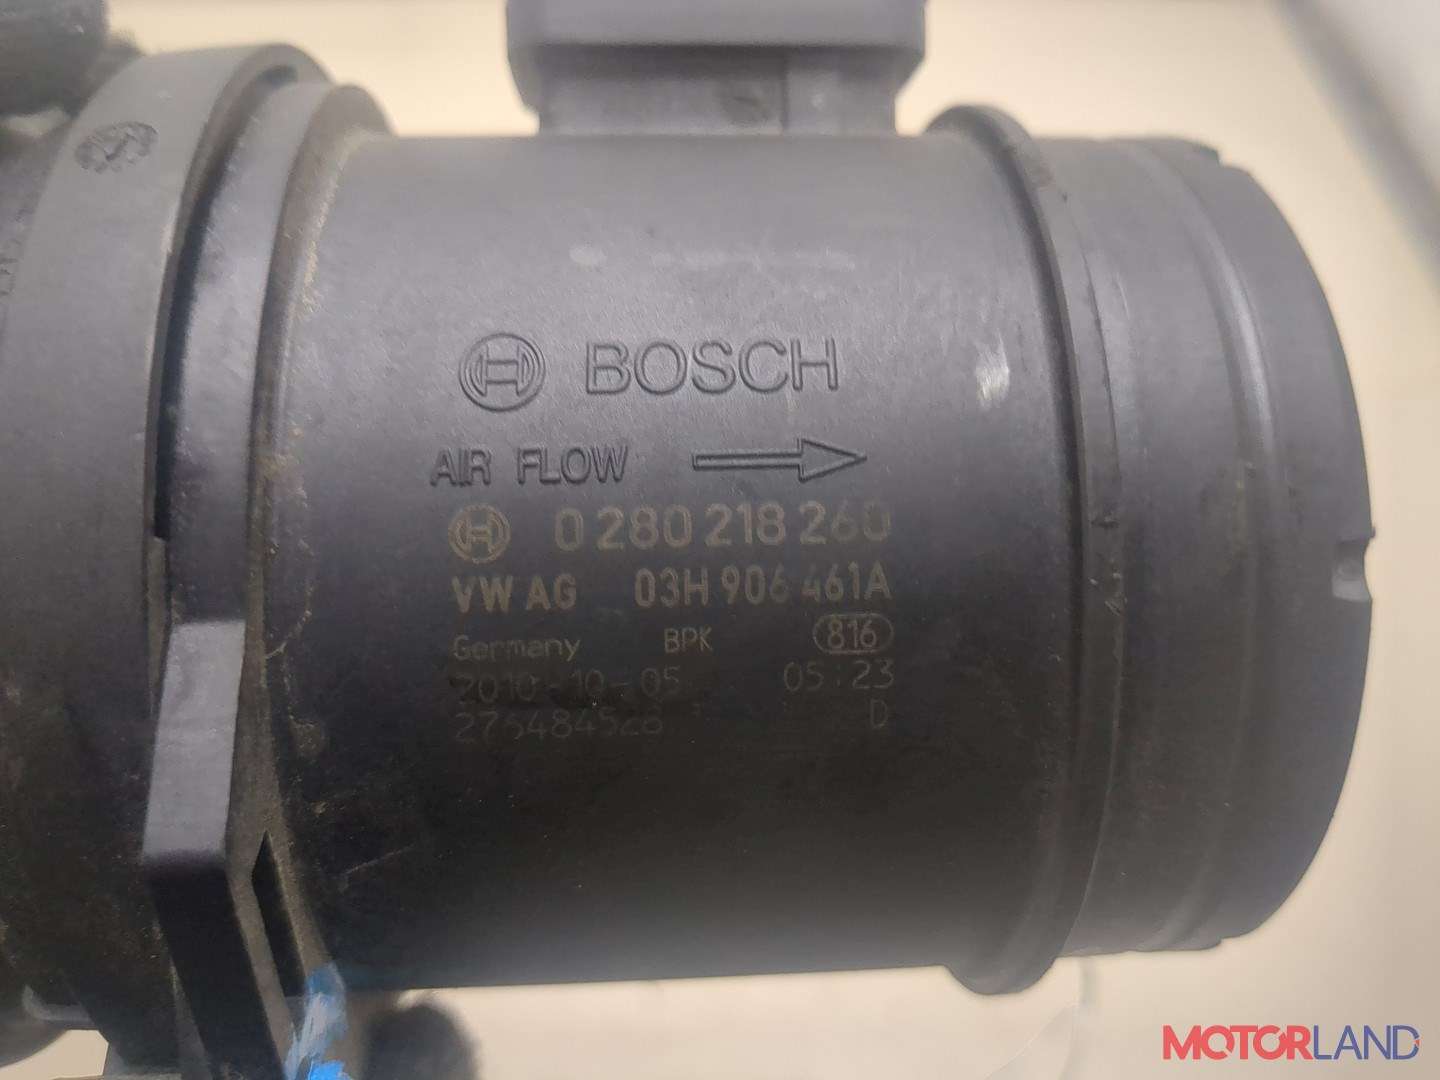 BOSCH
AIR FLOW
0 280 218 260
VW AG 03H 906 461A
Germany BPK 816
2010-10-05 05:23
D
MOTORLAND